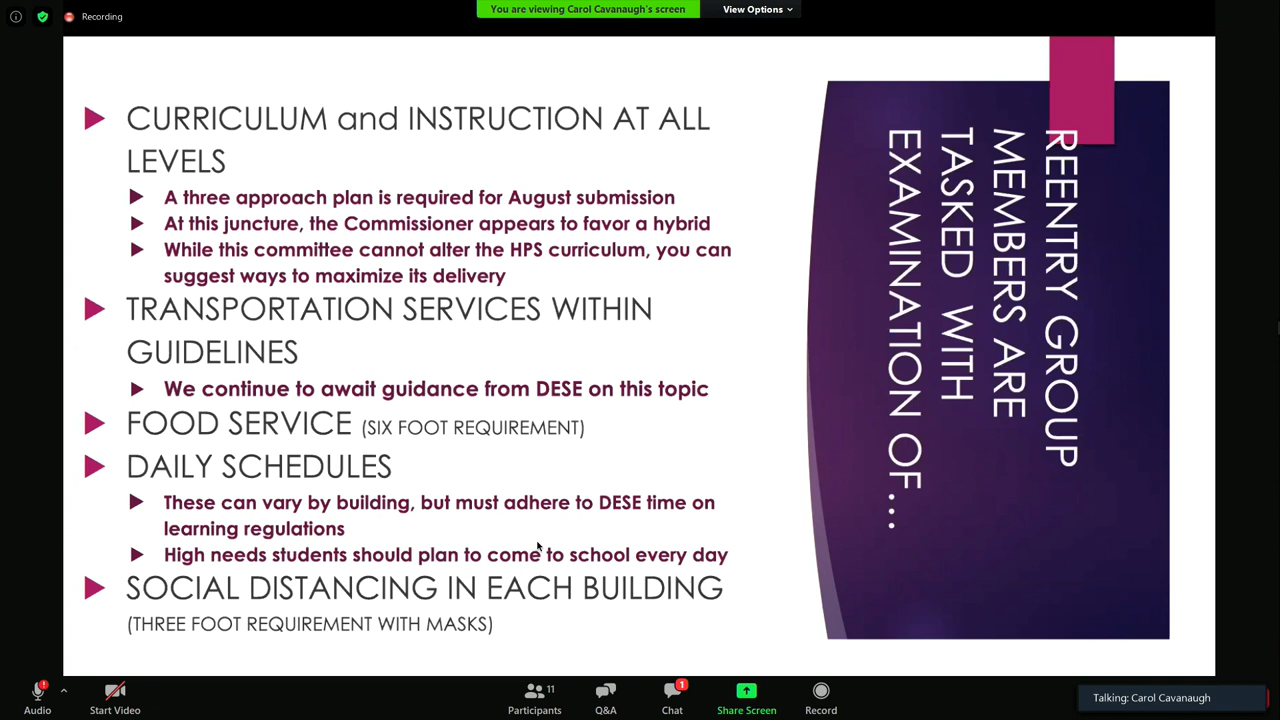 Recording
You are viewing Carol Cavanaugh's screen
View Options
CURRICULUM and INSTRUCTION AT ALL
LEVELS
A three approach plan is required for August submission
At this juncture, the Commissioner appears to favor a hybrid
While this committee cannot alter the HPS curriculum, you can
suggest ways to maximize its delivery
TRANSPORTATION SERVICES WITHIN
GUIDELINES
We continue to await guidance from DESE on this topic
FOOD SERVICE (SIX FOOT REQUIREMENT)
DAILY SCHEDULES
These can vary by building, but must adhere to DESE time on
learning regulations
High needs students should plan to come to school every day
SOCIAL DISTANCING IN EACH BUILDING
(THREE FOOT REQUIREMENT WITH MASKS)
REENTRY GROUP
MEMBERS ARE
TASKED WITH
EXAMINATION OF...
Audio
Start Video
11
Participants
Q&A
1
Chat
Share Screen
Record
Talking: Carol Cavanaugh